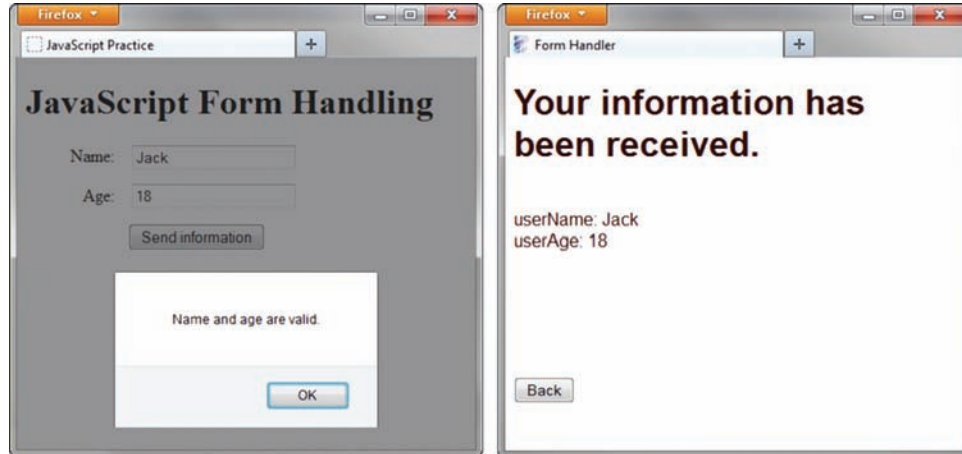 Firefox
JavaScript Practice
JavaScript Form Handling
Name: Jack
Age: 18
Send information
Name and age are valid.
OK
Firefox
Form Handler
Your information has
been received.
userName: Jack
userAge: 18
Back